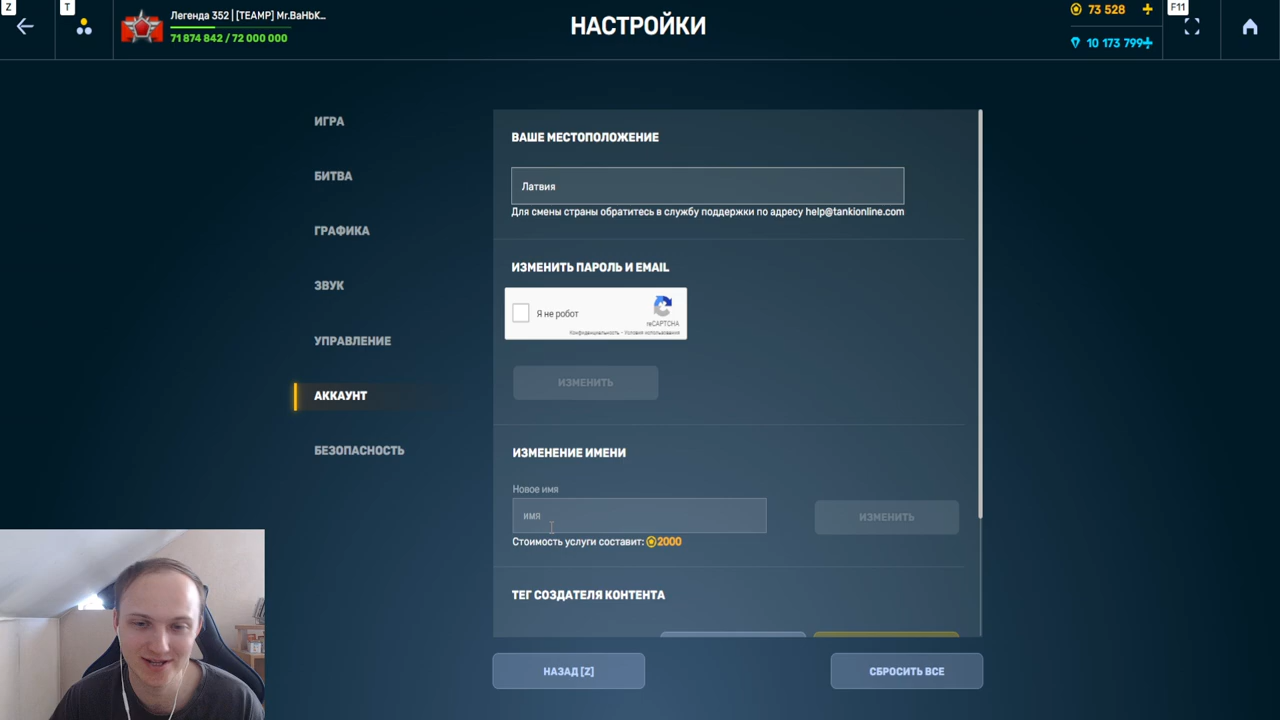 Z
T
Легенда 352 | [TEAMP] Mr.BaHbK...
71 874 842 / 72 000 000
НАСТРОЙКИ
73 528
10 173 799
F11
ИГРА
БИТВА
ГРАФИКА
ЗВУК
УПРАВЛЕНИЕ
АККАУНТ
БЕЗОПАСНОСТЬ
ВАШЕ МЕСТОПОЛОЖЕНИЕ
Латвия
Для смены страны обратитесь в службу поддержки по адресу help@tankionline.com
ИЗМЕНИТЬ ПАРОЛЬ И EMAIL
Я не робот
reCAPTCHA
Конфиденциальность - Условия использования
ИЗМЕНИТЬ
ИЗМЕНЕНИЕ ИМЕНИ
Новое имя
имя
ИЗМЕНИТЬ
Стоимость услуги составит: 2000
ТЕГ СОЗДАТЕЛЯ КОНТЕНТА
НАЗАД [Z]
СБРОСИТЬ ВСЕ